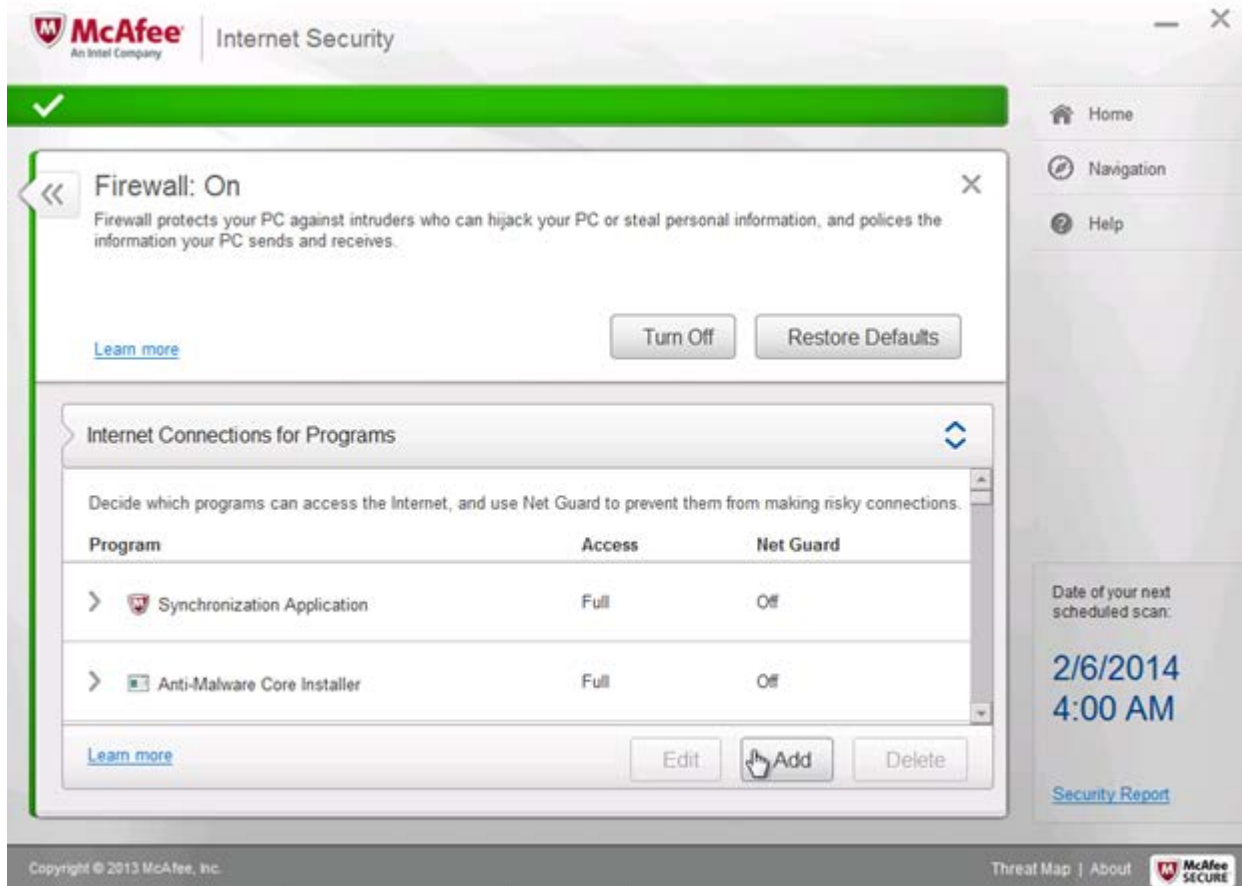 McAfee
An Intel Company
Internet Security
Home
Navigation
Help
Firewall: On
Firewall protects your PC against intruders who can hijack your PC or steal personal information, and polices the
information your PC sends and receives.
Learn more
Turn Off
Restore Defaults
Internet Connections for Programs
Decide which programs can access the Internet, and use Net Guard to prevent them from making risky connections.
Program Access Net Guard
Synchronization Application Full Off
Anti-Malware Core Installer Full Off
Learn more
Edit
Add
Delete
Date of your next
scheduled scan:
2/6/2014
4:00 AM
Security Report
Copyright © 2013 McAfee, Inc.
Threat Map | About
McAfee
SECURE